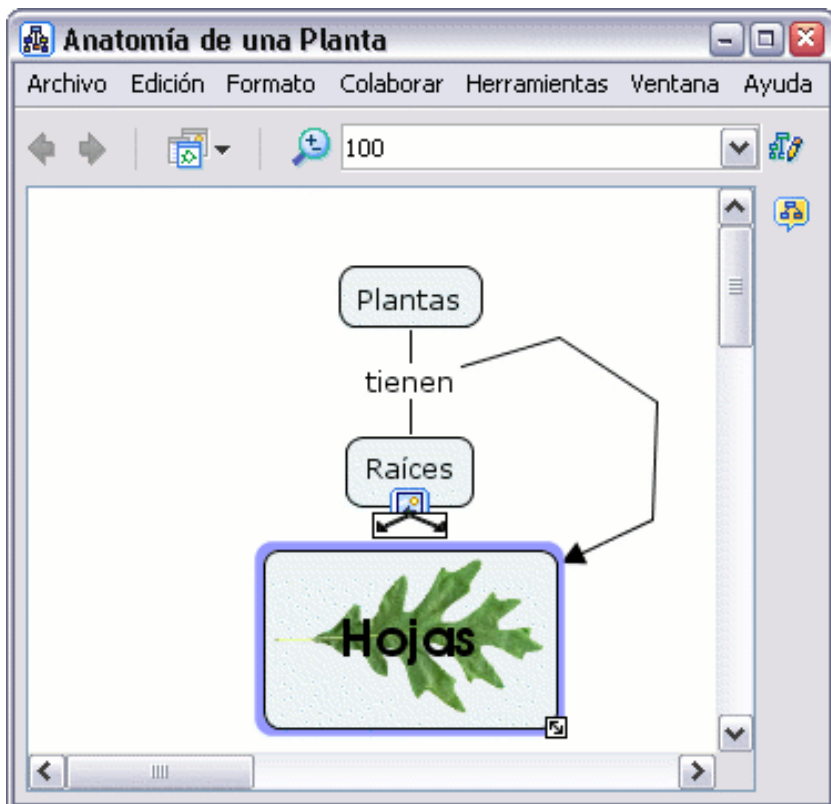 Anatomía de una Planta
Archivo Edición Formato Colaborar Herramientas Ventana Ayuda
100
Plantas
tienen
Raíces
Hojas